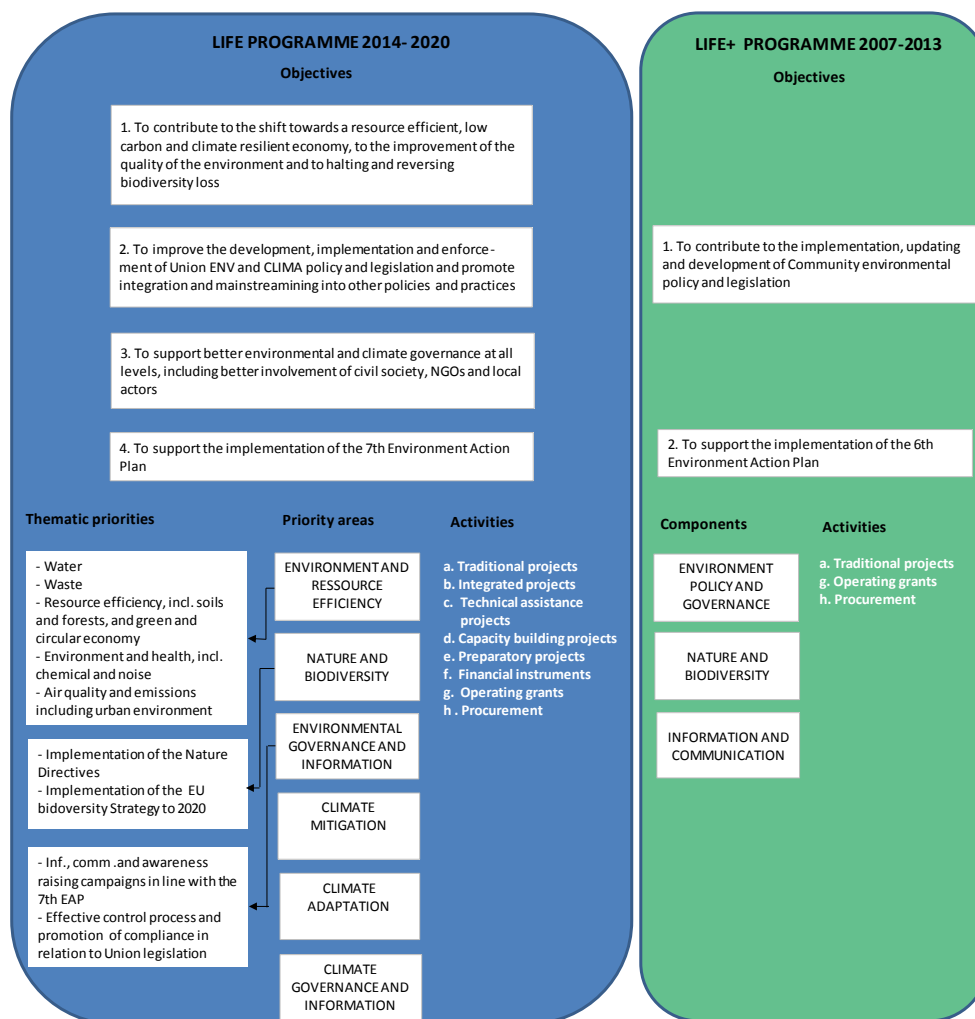 LIFE PROGRAMME 2014- 2020
Objectives
1. To contribute to the shift towards a resource efficient, low
carbon and climate resilient economy, to the improvement of the
quality of the environment and to halting and reversing
biodiversity loss
2. To improve the development, implementation and enforce-
ment of Union ENV and CLIMA policy and legislation and promote
integration and mainstreamining into other policies and practices
3. To support better environmental and climate governance at all
levels, including better involvement of civil society, NGOs and local
actors
4. To support the implementation of the 7th Environment Action
Plan
Thematic priorities
- Water
- Waste
- Resource efficiency, incl. soils
and forests, and green and
circular economy
- Environment and health, incl.
chemical and noise
- Air quality and emissions
including urban environment
- Implementation of the Nature
Directives
- Implementation of the EU
bidoversity Strategy to 2020
- Inf., comm .and awareness
raising campaigns in line with the
7th EAP
- Effective control process and
promotion of compliance in
relation to Union legislation
Priority areas
ENVIRONMENT AND
RESSOURCE
EFFICIENCY
NATURE AND
BIODIVERSITY
ENVIRONMENTAL
GOVERNANCE AND
INFORMATION
CLIMATE
MITIGATION
CLIMATE
ADAPTATION
CLIMATE
GOVERNANCE AND
INFORMATION
Activities
a. Traditional projects
b. Integrated projects
c. Technical assistance
projects
d. Capacity building projects
e. Preparatory projects
f. Financial instruments
g. Operating grants
h . Procurement
LIFE+ PROGRAMME 2007-2013
Objectives
1. To contribute to the implementation, updating
and development of Community environmental
policy and legislation
2. To support the implementation of the 6th
Environment Action Plan
Components
ENVIRONMENT
POLICY AND
GOVERNANCE
NATURE AND
BIODIVERSITY
INFORMATION AND
COMMUNICATION
Activities
a. Traditional projects
g. Operating grants
h. Procurement